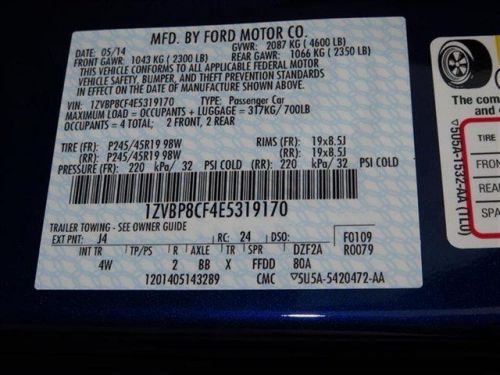 MFD. BY FORD MOTOR CO.
DATE: 05/14 GVWR: 2087 KG ( 4600 LB)
FRONT GAWR: 1043 KG ( 2300 LB) REAR GAWR: 1066 KG ( 2350 LB)
THIS VEHICLE CONFORMS TO ALL APPLICABLE FEDERAL MOTOR
VEHICLE SAFETY, BUMPER, AND THEFT PREVENTION STANDARDS
IN EFFECT ON THE DATE OF MANUFACTURE SHOWN ABOVE.
VIN: 1ZVBP8CF4E5319170 TYPE: Passenger Car
MAXIMUM LOAD = OCCUPANTS + LUGGAGE = 317KG/ 700LB
OCCUPANTS = 4 TOTAL: 2 FRONT, 2 REAR
TIRE (FR): P245/45R19 98W RIMS (FR): 19x8.5J
(RR): P245/45R19 98W (RR): 19x8.5J
PRESSURE (FR): 220 kPa/ 32 PSI COLD (RR): 220 kPa/ 32 PSI COLD
1ZVBP8CF4E5319170
TRAILER TOWING - SEE OWNER GUIDE
EXT PNT: J4 RC: 24 DSO: F0109
INT TR TP/PS R AXLE TR SPR DZF2A R0079
4W 2 BB X FFDD 80A
1201405143289 CMC ▽5U5A-5420472-AA
The com
and
TIRE
FRON
REAR
SPA
▽5U5A-1532-AA (TLO)